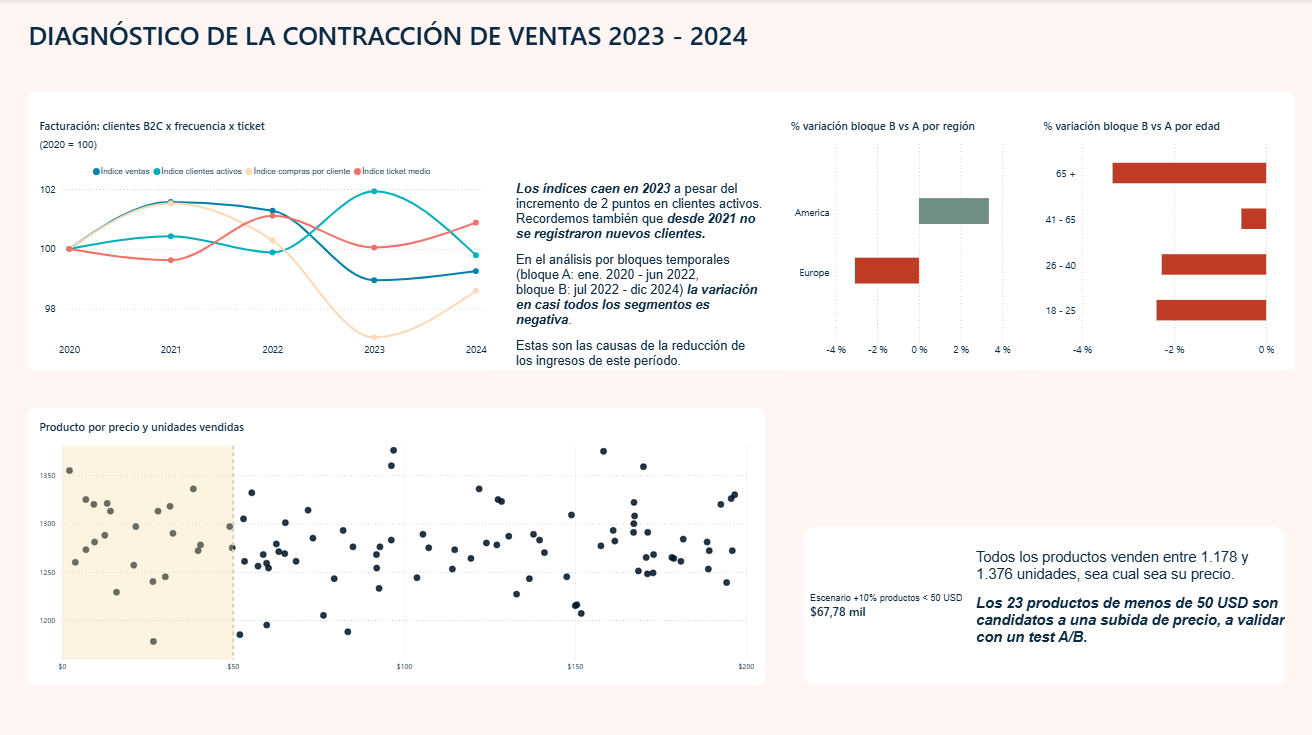 DIAGNÓSTICO DE LA CONTRACCIÓN DE VENTAS 2023 - 2024
Facturación: clientes B2C x frecuencia x ticket
(2020 = 100)
Índice ventas Índice clientes activos Índice compras por cliente Índice ticket medio
102
100
98
2020 2021 2022 2023 2024
Los índices caen en 2023 a pesar del
incremento de 2 puntos en clientes activos.
Recordemos también que desde 2021 no
se registraron nuevos clientes.
En el análisis por bloques temporales
(bloque A: ene. 2020 - jun 2022,
bloque B: jul 2022 - dic 2024) la variación
en casi todos los segmentos es
negativa.
Estas son las causas de la reducción de
los ingresos de este período.
% variación bloque B vs A por región
America
Europe
-4 % -2 % 0 % 2 % 4 %
% variación bloque B vs A por edad
65 +
41 - 65
26 - 40
18 - 25
-4 % -2 % 0 %
Producto por precio y unidades vendidas
1350
1300
1250
1200
$0 $50 $100 $150 $200
Escenario +10% productos < 50 USD
$67,78 mil
Todos los productos venden entre 1.178 y
1.376 unidades, sea cual sea su precio.
Los 23 productos de menos de 50 USD son
candidatos a una subida de precio, a validar
con un test A/B.